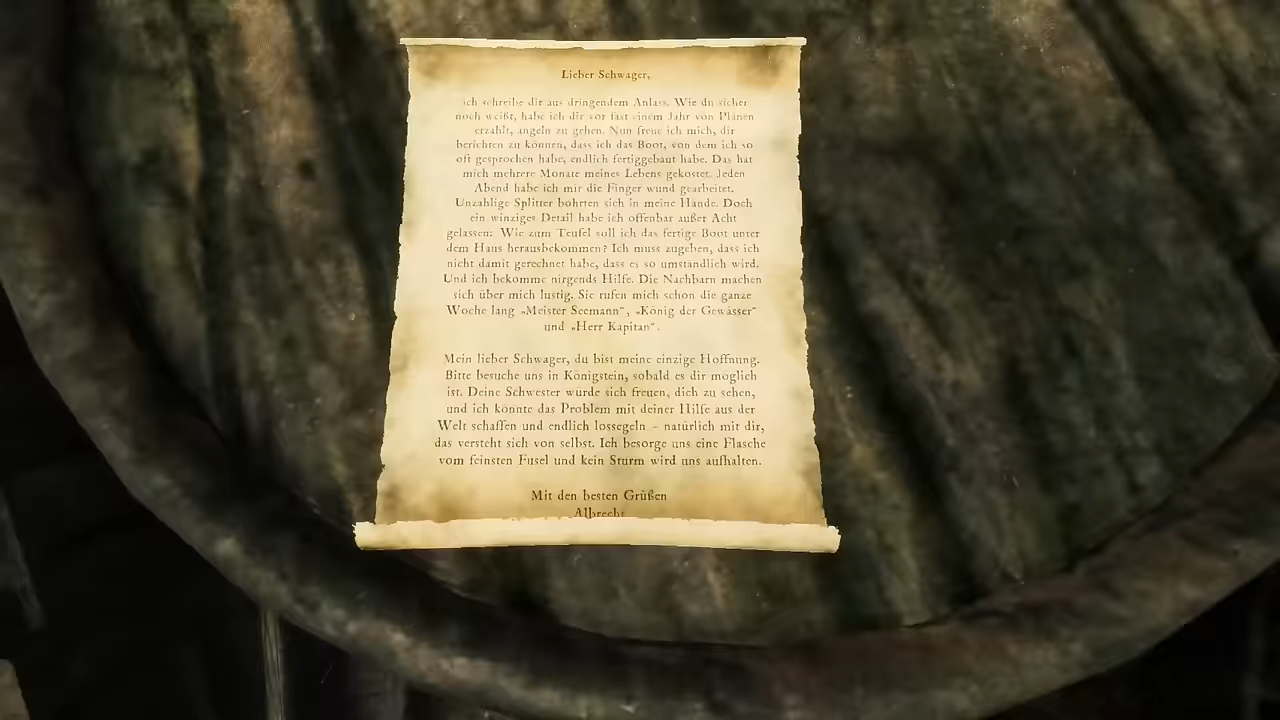 Lieber Schwager,
ich schreibe dir aus dringendem Anlass. Wie du sicher
noch weißt, habe ich dir vor fast einem Jahr von Plänen
erzählt, angeln zu gehen. Nun freue ich mich, dir
berichten zu können, dass ich das Boot, von dem ich so
oft gesprochen habe, endlich fertiggebaut habe. Das hat
mich mehrere Monate meines Lebens gekostet. Jeden
Abend habe ich mir die Finger wund gearbeitet.
Unzählige Splitter bohrten sich in meine Hände. Doch
ein winziges Detail habe ich offenbar außer Acht
gelassen: Wie zum Teufel soll ich das fertige Boot unter
dem Haus herausbekommen? Ich muss zugeben, dass ich
nicht damit gerechnet habe, dass es so umständlich wird.
Und ich bekomme nirgends Hilfe. Die Nachbarn machen
sich über mich lustig. Sie rufen mich schon die ganze
Woche lang „Meister Seemann“, „König der Gewässer“
und „Herr Kapitän“.
Mein lieber Schwager, du bist meine einzige Hoffnung.
Bitte besuche uns in Königstein, sobald es dir möglich
ist. Deine Schwester würde sich freuen, dich zu sehen,
und ich könnte das Problem mit deiner Hilfe aus der
Welt schaffen und endlich lossegeln – natürlich mit dir,
das versteht sich von selbst. Ich besorge uns eine Flasche
vom feinsten Fusel und kein Sturm wird uns aufhalten.
Mit den besten Grüßen
Albrecht